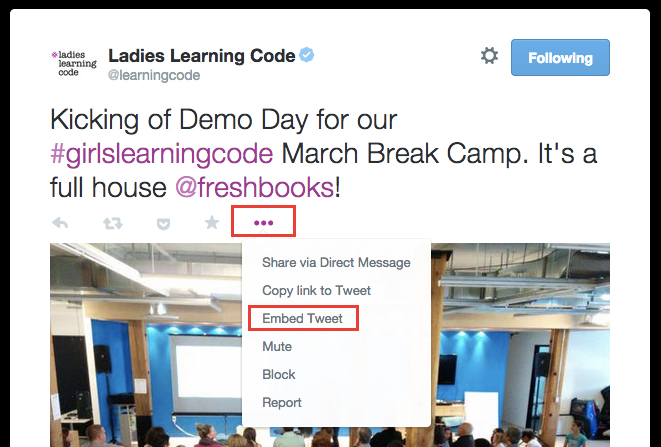 ladies
learning
code
Ladies Learning Code
@learningcode
Following
Kicking of Demo Day for our
#girlslearningcode March Break Camp. It's a
full house @freshbooks!
Share via Direct Message
Copy link to Tweet
Embed Tweet
Mute
Block
Report